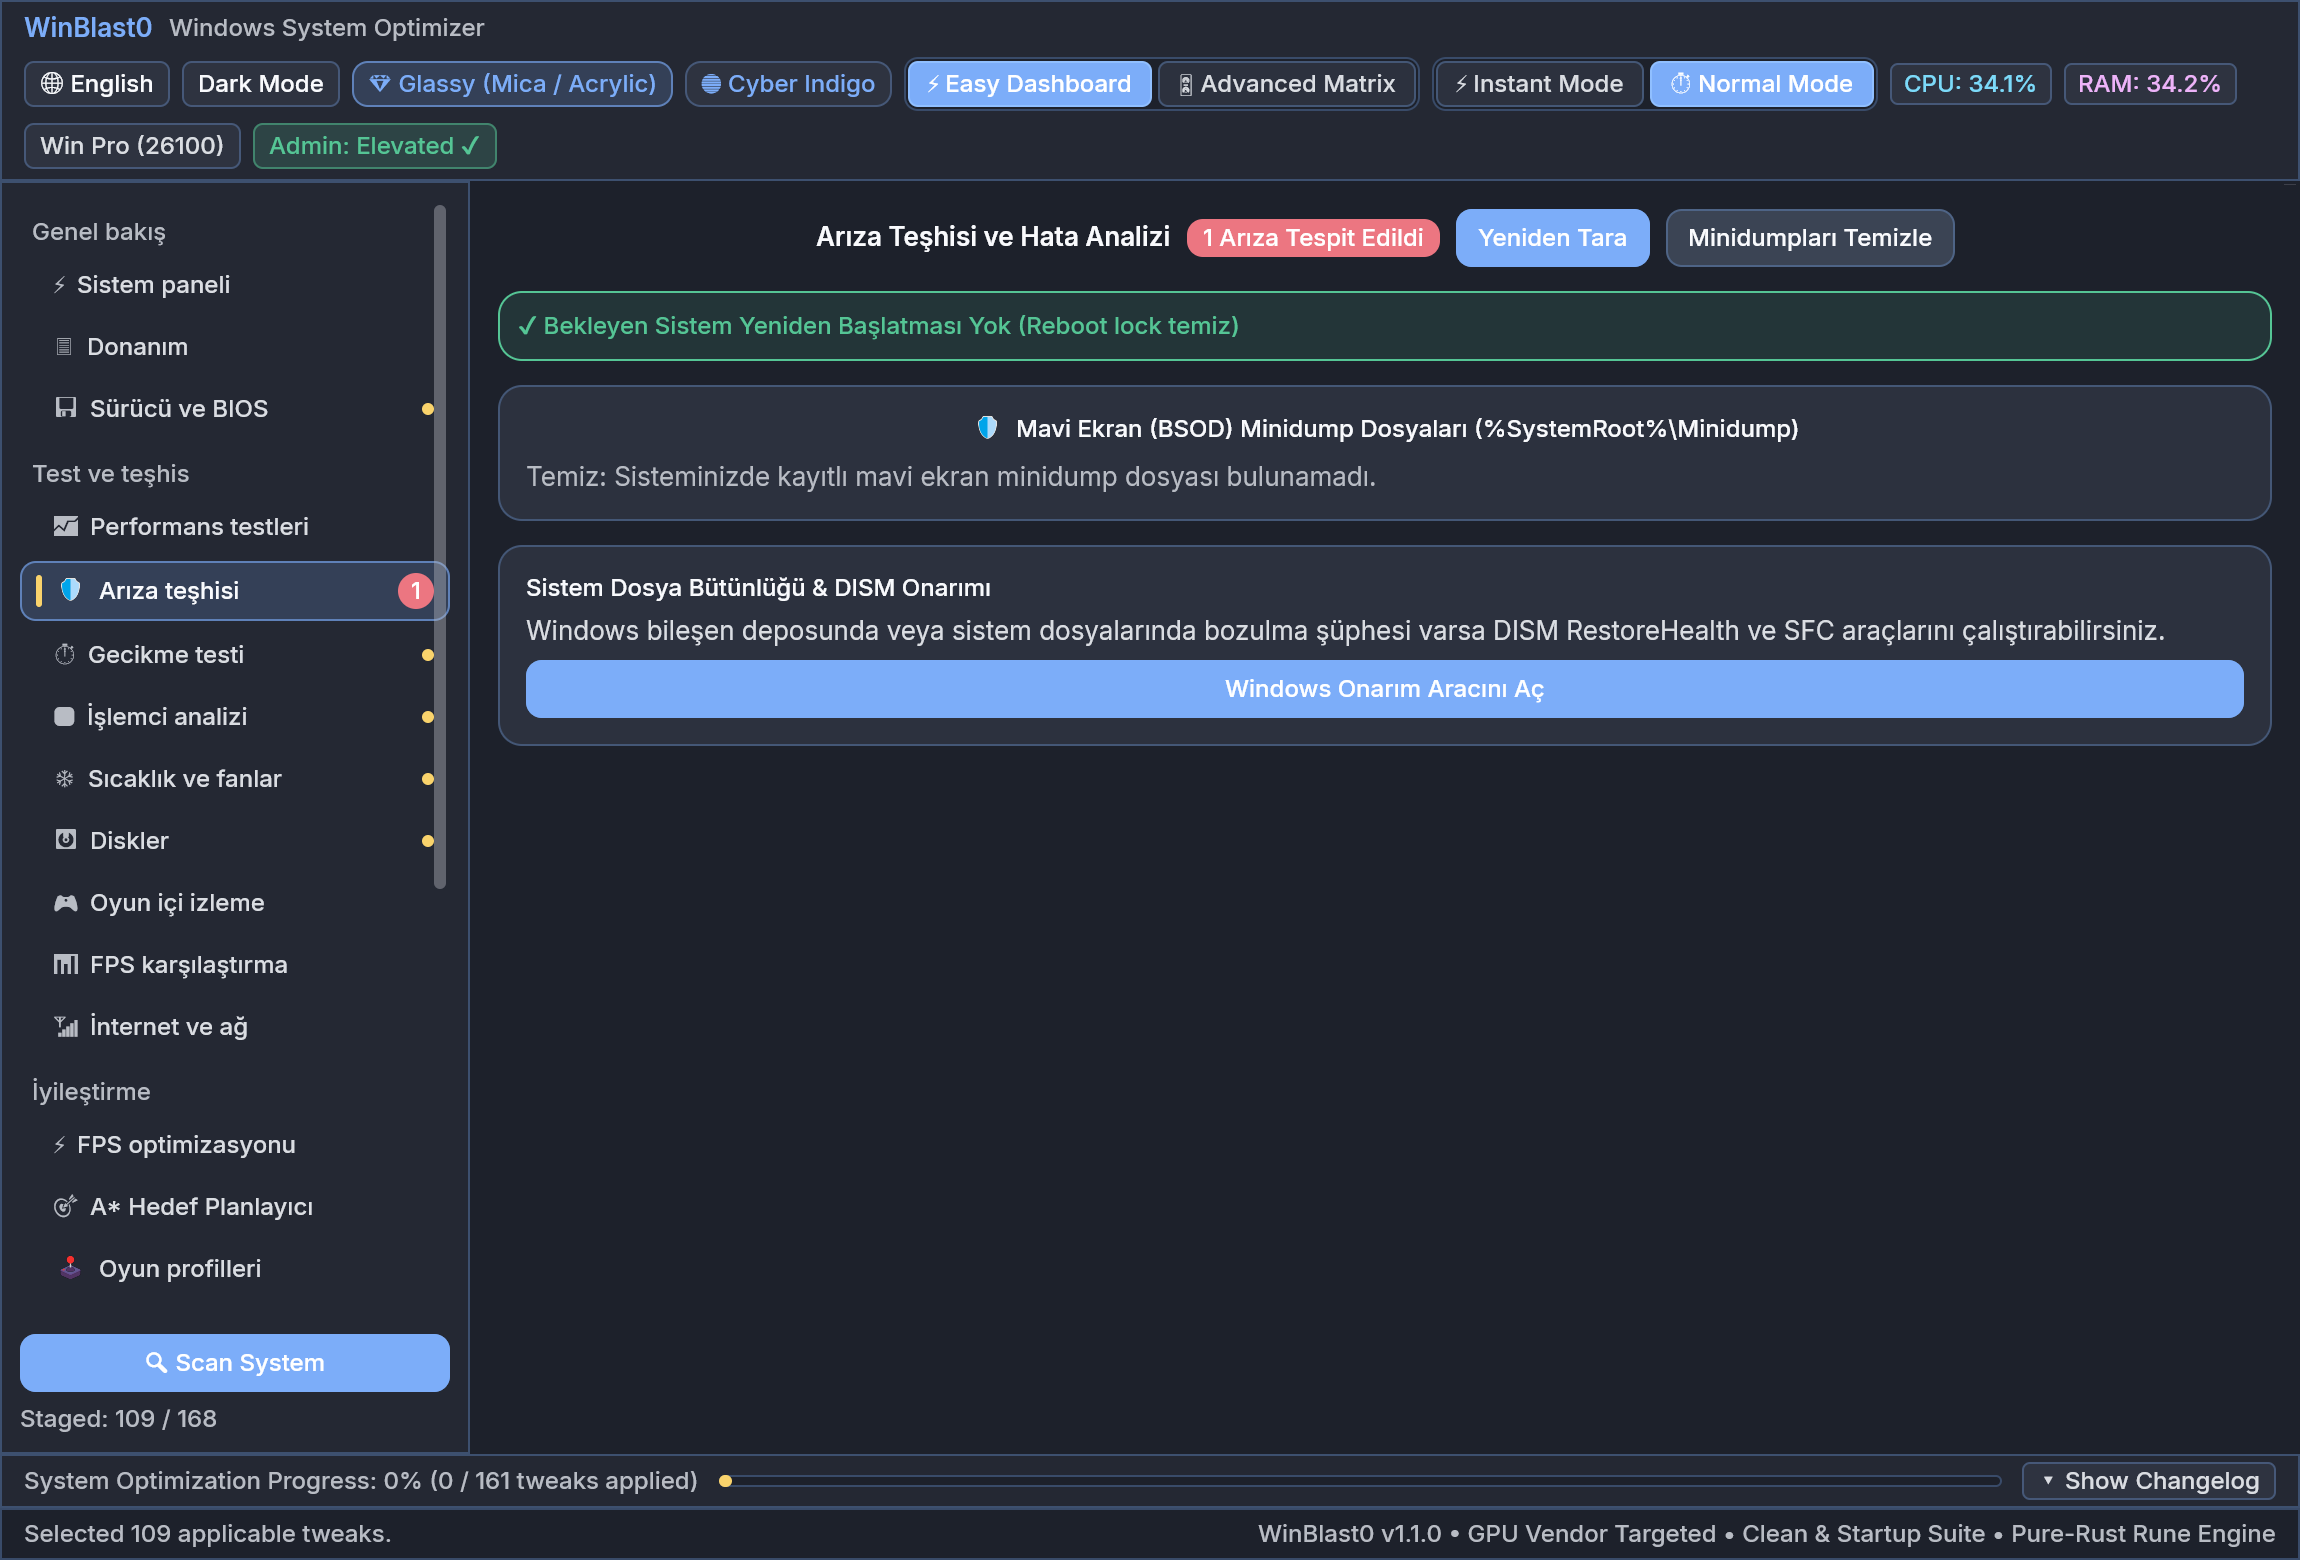 WinBlast0 Windows System Optimizer
English Dark Mode Glassy (Mica / Acrylic) Cyber Indigo Easy Dashboard Advanced Matrix Instant Mode Normal Mode CPU: 34.1% RAM: 34.2%
Win Pro (26100) Admin: Elevated ✓
Genel bakış
Sistem paneli
Donanım
Sürücü ve BIOS
Test ve teşhis
Performans testleri
Arıza teşhisi 1
Gecikme testi
İşlemci analizi
Sıcaklık ve fanlar
Diskler
Oyun içi izleme
FPS karşılaştırma
İnternet ve ağ
İyileştirme
FPS optimizasyonu
A* Hedef Planlayıcı
Oyun profilleri
Scan System
Staged: 109 / 168
Arıza Teşhisi ve Hata Analizi 1 Arıza Tespit Edildi Yeniden Tara Minidumpları Temizle
✓ Bekleyen Sistem Yeniden Başlatması Yok (Reboot lock temiz)
Mavi Ekran (BSOD) Minidump Dosyaları (%SystemRoot%\Minidump)
Temiz: Sisteminizde kayıtlı mavi ekran minidump dosyası bulunamadı.
Sistem Dosya Bütünlüğü & DISM Onarımı
Windows bileşen deposunda veya sistem dosyalarında bozulma şüphesi varsa DISM RestoreHealth ve SFC araçlarını çalıştırabilirsiniz.
Windows Onarım Aracını Aç
System Optimization Progress: 0% (0 / 161 tweaks applied) ▼ Show Changelog
Selected 109 applicable tweaks. WinBlast0 v1.1.0 • GPU Vendor Targeted • Clean & Startup Suite • Pure-Rust Rune Engine